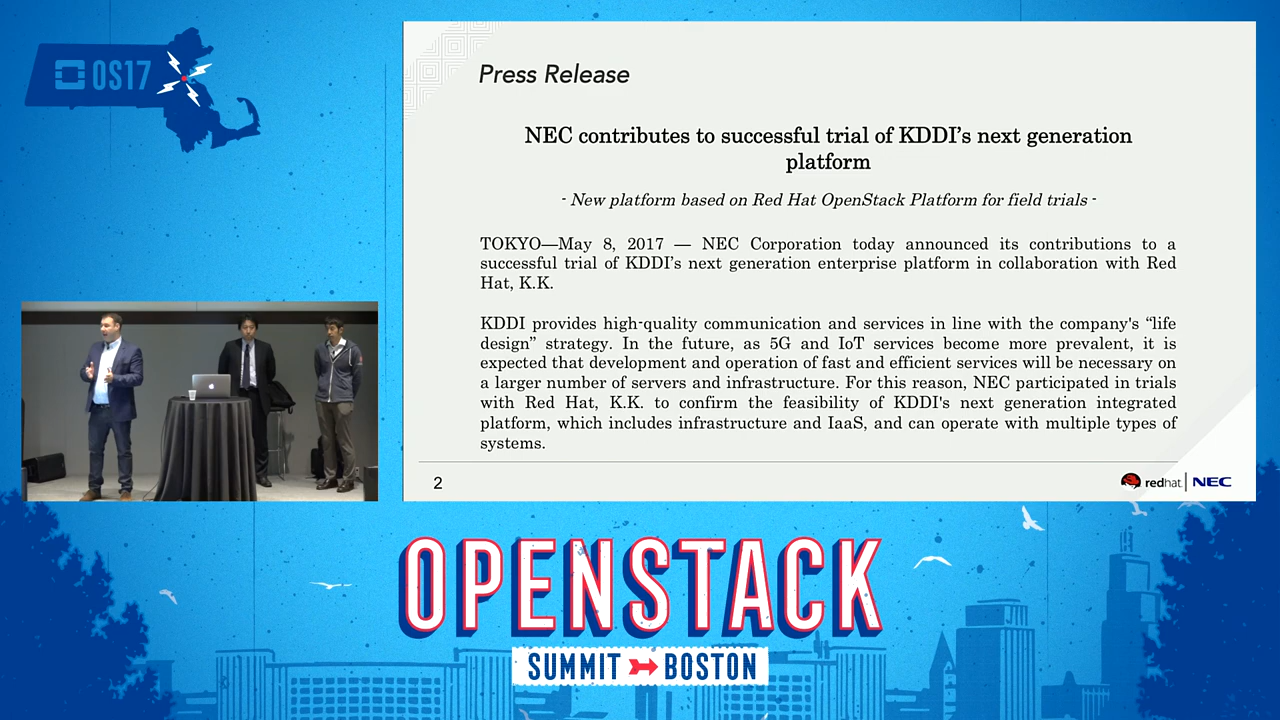 OS17
Press Release
NEC contributes to successful trial of KDDI’s next generation
platform
- New platform based on Red Hat OpenStack Platform for field trials -
TOKYO—May 8, 2017 — NEC Corporation today announced its contributions to a
successful trial of KDDI’s next generation enterprise platform in collaboration with Red
Hat, K.K.
KDDI provides high-quality communication and services in line with the company's “life
design” strategy. In the future, as 5G and IoT services become more prevalent, it is
expected that development and operation of fast and efficient services will be necessary on
a larger number of servers and infrastructure. For this reason, NEC participated in trials
with Red Hat, K.K. to confirm the feasibility of KDDI's next generation integrated
platform, which includes infrastructure and IaaS, and can operate with multiple types of
systems.
2
redhat | NEC
OPENSTACK
SUMMIT BOSTON